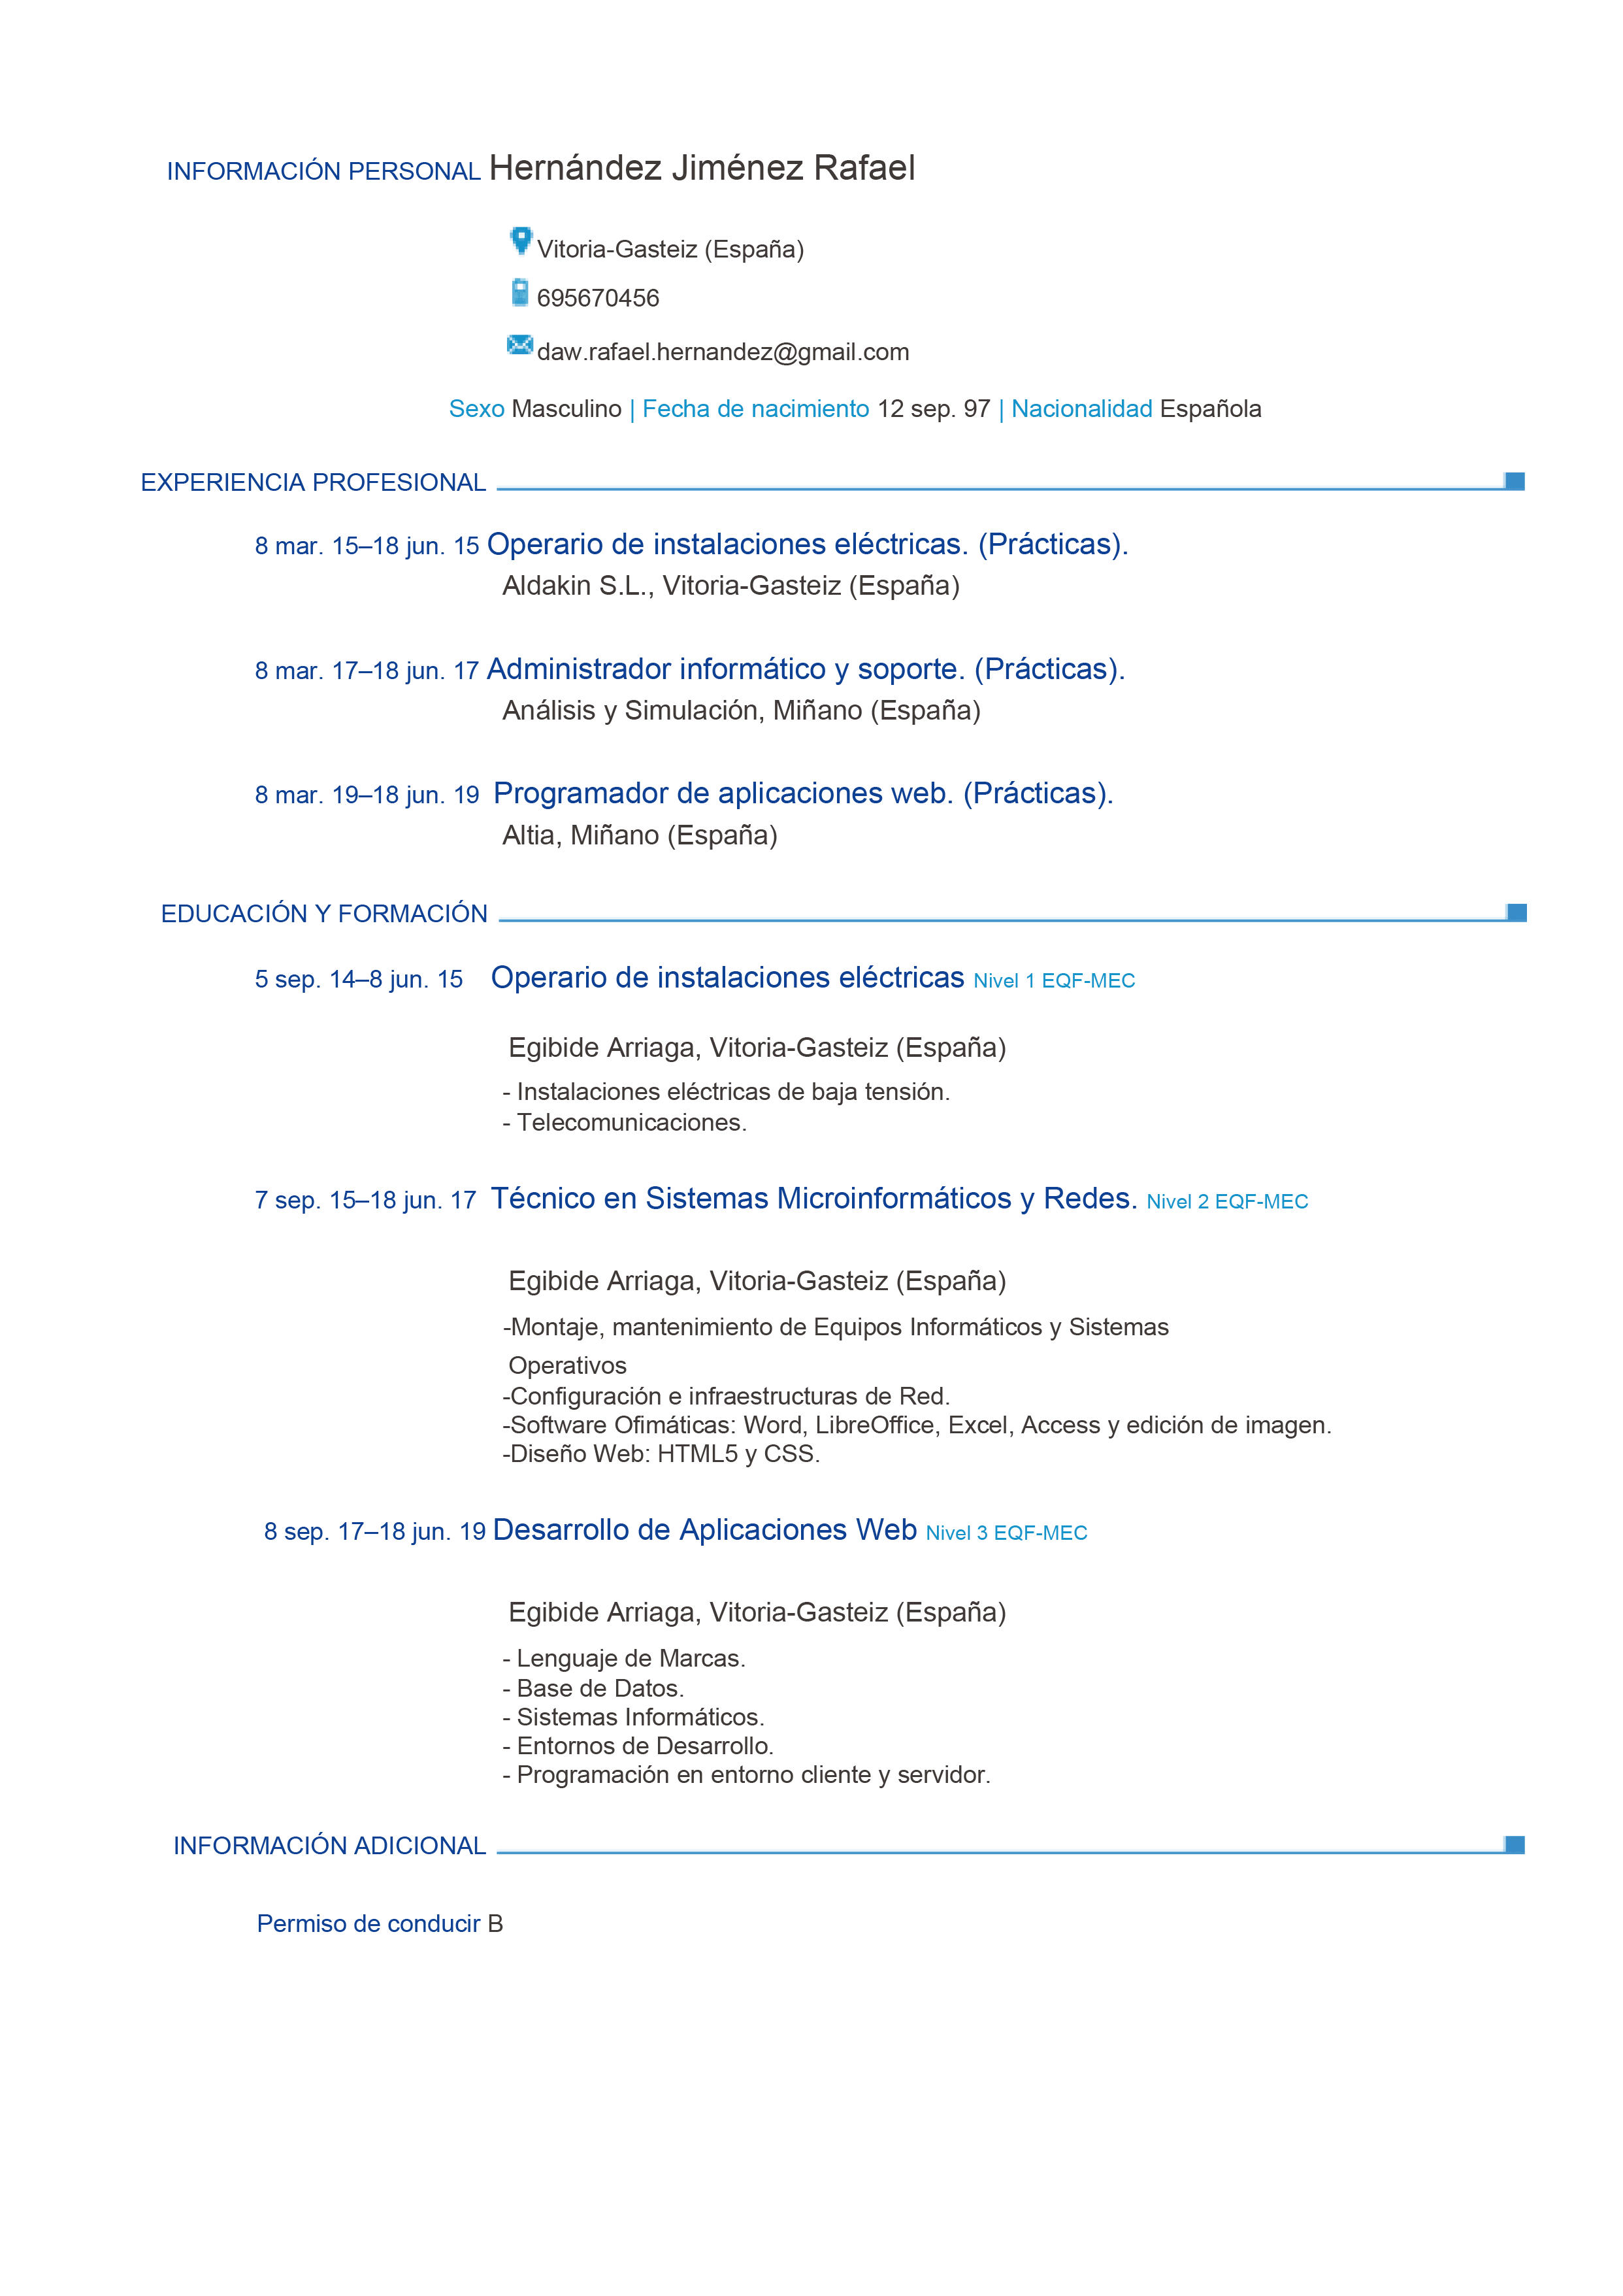 INFORMACIÓN PERSONAL Hernández Jiménez Rafael
Vitoria-Gasteiz (España)
695670456
daw.rafael.hernandez@gmail.com
Sexo Masculino | Fecha de nacimiento 12 sep. 97 | Nacionalidad Española
EXPERIENCIA PROFESIONAL
8 mar. 15–18 jun. 15 Operario de instalaciones eléctricas. (Prácticas).
Aldakin S.L., Vitoria-Gasteiz (España)
8 mar. 17–18 jun. 17 Administrador informático y soporte. (Prácticas).
Análisis y Simulación, Miñano (España)
8 mar. 19–18 jun. 19 Programador de aplicaciones web. (Prácticas).
Altia, Miñano (España)
EDUCACIÓN Y FORMACIÓN
5 sep. 14–8 jun. 15 Operario de instalaciones eléctricas Nivel 1 EQF-MEC
Egibide Arriaga, Vitoria-Gasteiz (España)
- Instalaciones eléctricas de baja tensión.
- Telecomunicaciones.
7 sep. 15–18 jun. 17 Técnico en Sistemas Microinformáticos y Redes. Nivel 2 EQF-MEC
Egibide Arriaga, Vitoria-Gasteiz (España)
-Montaje, mantenimiento de Equipos Informáticos y Sistemas
Operativos
-Configuración e infraestructuras de Red.
-Software Ofimáticas: Word, LibreOffice, Excel, Access y edición de imagen.
-Diseño Web: HTML5 y CSS.
8 sep. 17–18 jun. 19 Desarrollo de Aplicaciones Web Nivel 3 EQF-MEC
Egibide Arriaga, Vitoria-Gasteiz (España)
- Lenguaje de Marcas.
- Base de Datos.
- Sistemas Informáticos.
- Entornos de Desarrollo.
- Programación en entorno cliente y servidor.
INFORMACIÓN ADICIONAL
Permiso de conducir B